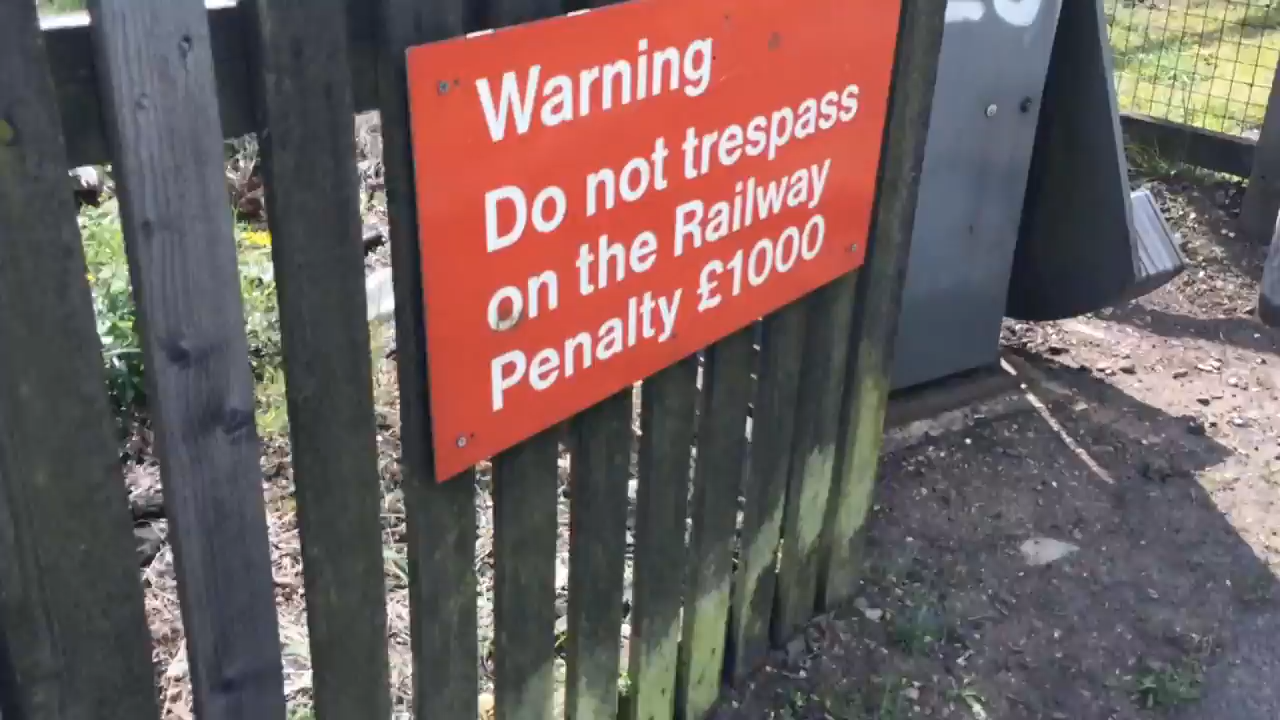 Warning
Do not trespass
on the Railway
Penalty £1000